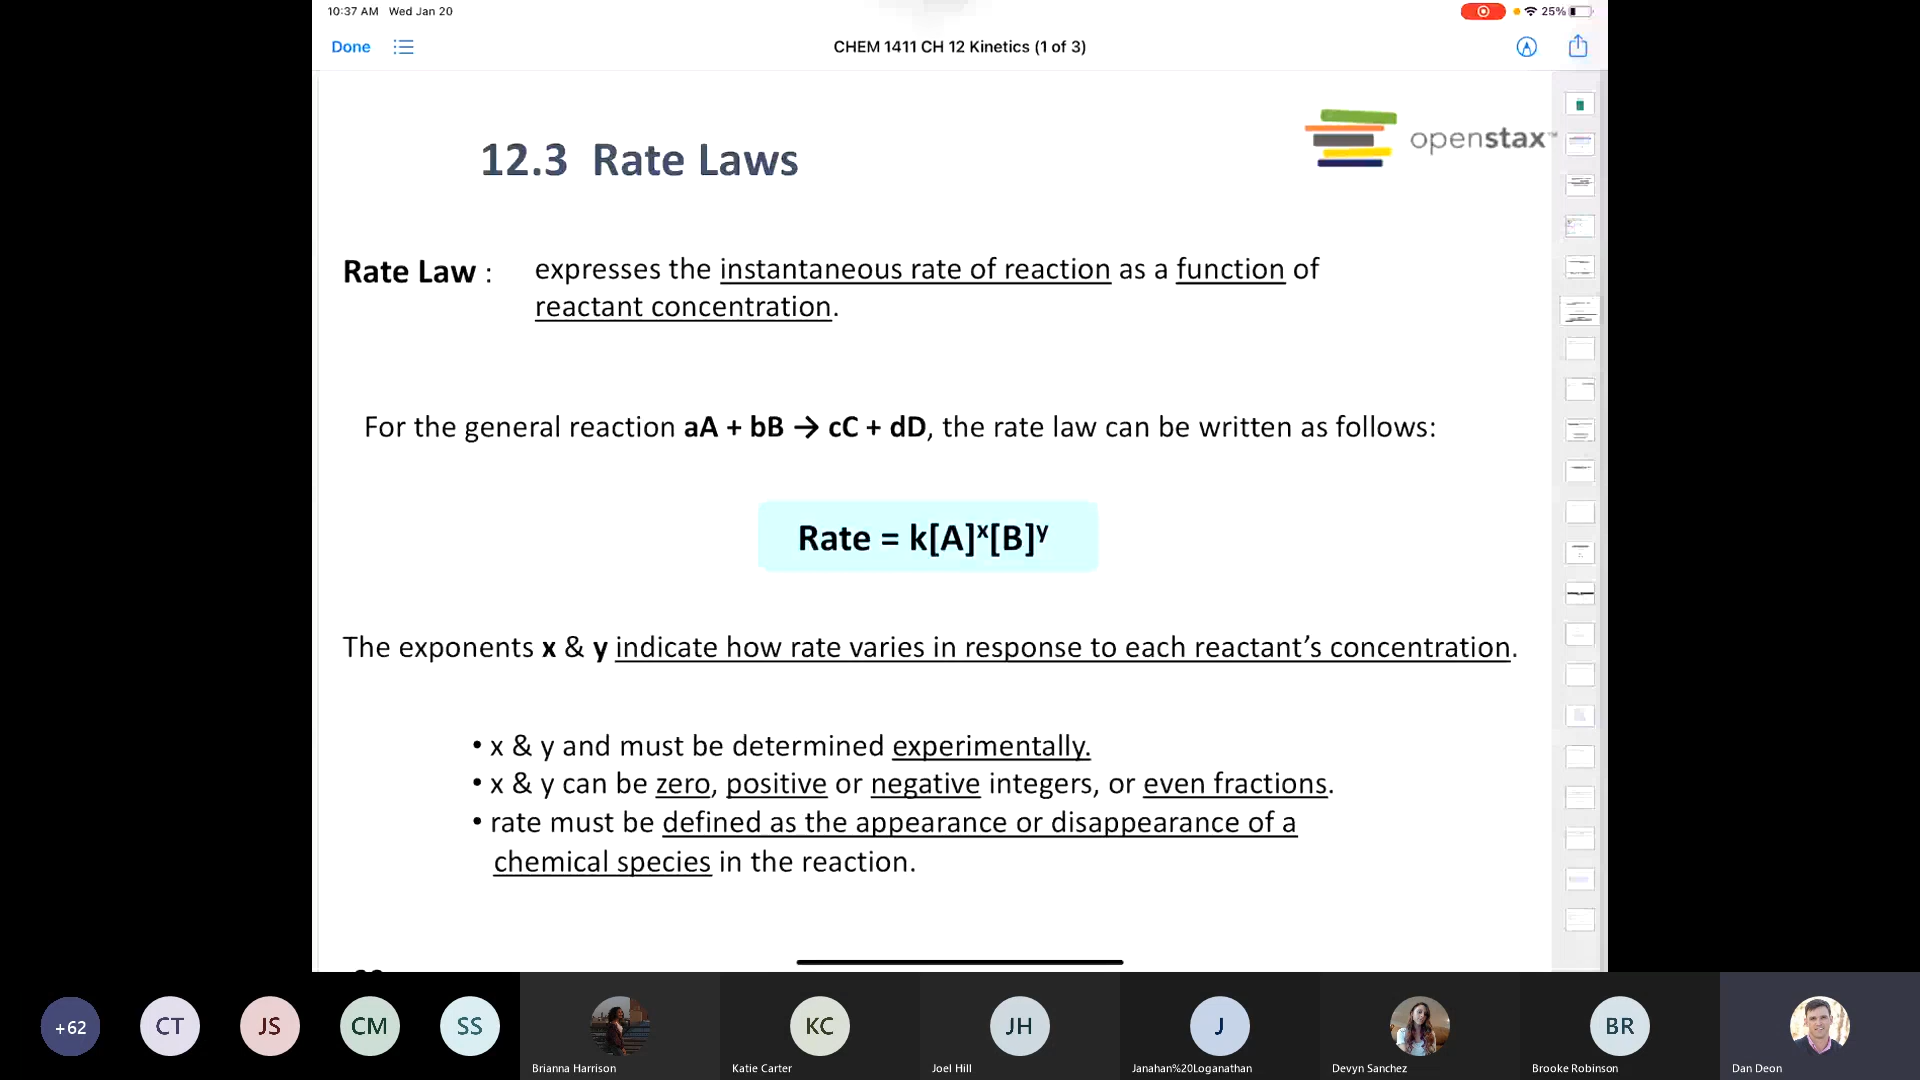 10:37 AM Wed Jan 20
25%
Done
CHEM 1411 CH 12 Kinetics (1 of 3)
12.3 Rate Laws
openstax™
Rate Law : expresses the instantaneous rate of reaction as a function of
reactant concentration.
For the general reaction aA + bB → cC + dD, the rate law can be written as follows:
Rate = k[A]ˣ[B]ʸ
The exponents x & y indicate how rate varies in response to each reactant’s concentration.
• x & y and must be determined experimentally.
• x & y can be zero, positive or negative integers, or even fractions.
• rate must be defined as the appearance or disappearance of a
chemical species in the reaction.
+62
CT
JS
CM
SS
KC
JH
J
BR
Brianna Harrison
Katie Carter
Joel Hill
Janahan%20Loganathan
Devyn Sanchez
Brooke Robinson
Dan Deon